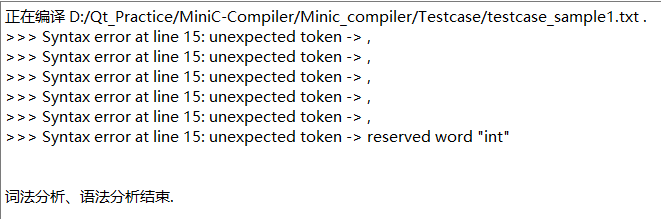 正在编译 D:/Qt_Practice/MiniC-Compiler/Minic_compiler/Testcase/testcase_sample1.txt .
>>> Syntax error at line 15: unexpected token -> ,
>>> Syntax error at line 15: unexpected token -> ,
>>> Syntax error at line 15: unexpected token -> ,
>>> Syntax error at line 15: unexpected token -> ,
>>> Syntax error at line 15: unexpected token -> ,
>>> Syntax error at line 15: unexpected token -> reserved word "int"
词法分析、语法分析结束.